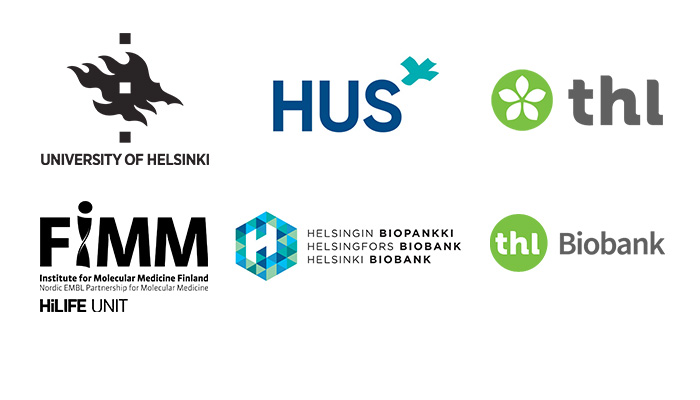 UNIVERSITY OF HELSINKI
HUS
thl
FiMM
Institute for Molecular Medicine Finland
Nordic EMBL Partnership for Molecular Medicine
HiLIFE UNIT
H
HELSINGIN BIOPANKKI
HELSINGFORS BIOBANK
HELSINKI BIOBANK
thl Biobank